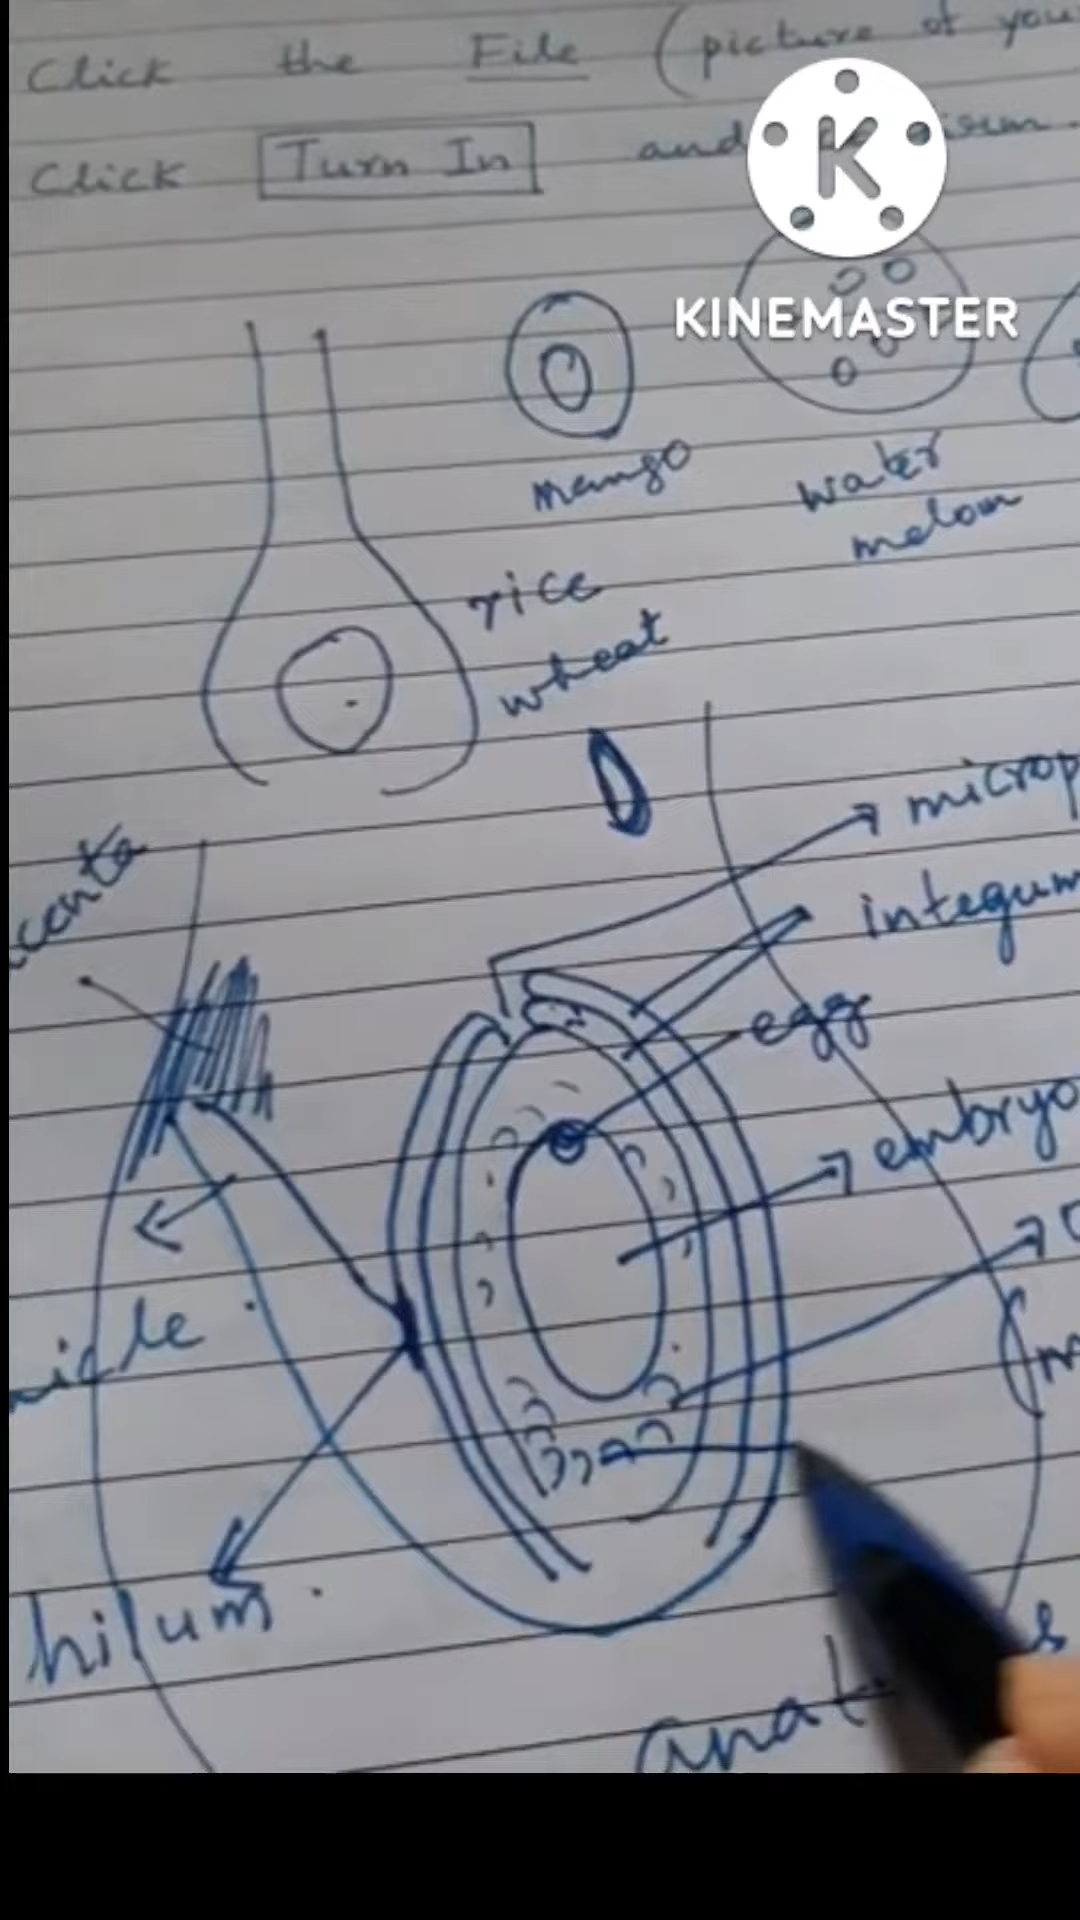 Click the File (picture of you
Click Turn In and
KINEMASTER
mango
water
melon
rice
wheat
microp
integum
egg
embryo
hilum.